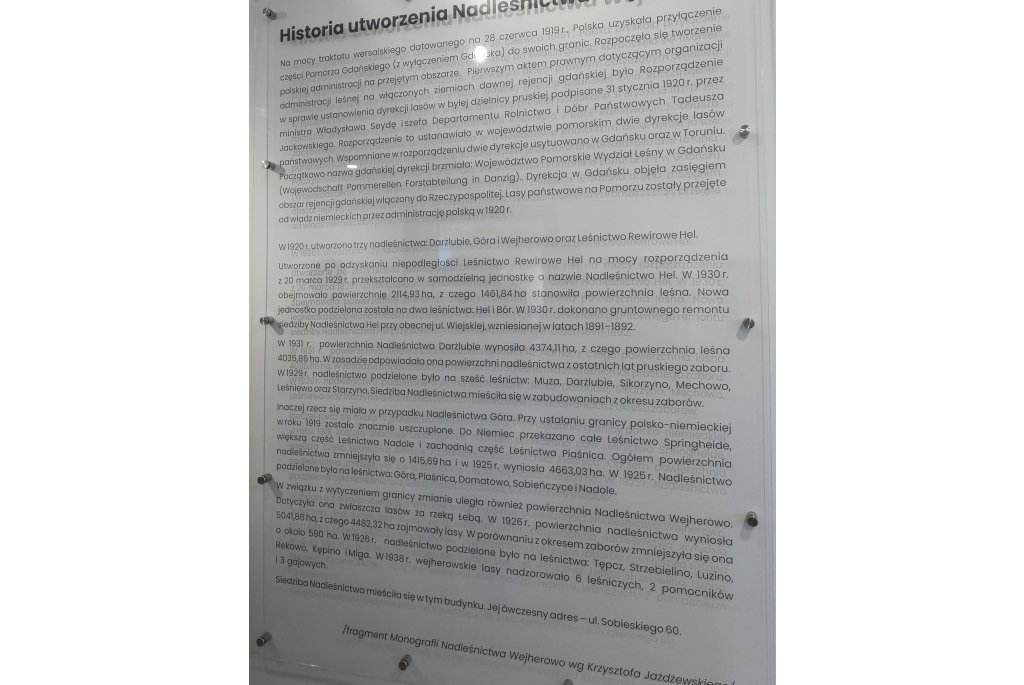 Historia utworzenia Nadleśnictwa
Na mocy traktatu wersalskiego datowanego na 28 czerwca 1919 r., Polska uzyskała przyłączenie
części Pomorza Gdańskiego (z wyłączeniem Gdańska) do swoich granic. Rozpoczęła się tworzenie
polskiej administracji na przejętym obszarze. Pierwszym aktem prawnym dotyczącym organizacji
administracji leśnej na włączonych ziemiach dawnej rejencji gdańskiej było Rozporządzenie
w sprawie ustanowienia dyrekcji lasów w byłej dzielnicy pruskiej podpisane 31 stycznia 1920 r. przez
ministra Władysława Seydę i szefa Departamentu Rolnictwa i Dóbr Państwowych Tadeusza
Jackowskiego. Rozporządzenie to ustanawiało w województwie pomorskim dwie dyrekcje lasów
państwowych. Wspomniane w rozporządzeniu dwie dyrekcje usytuowano w Gdańsku oraz w Toruniu.
Początkowo nazwa gdańskiej dyrekcji brzmiała: Województwo Pomorskie Wydział Leśny w Gdańsku
(Wojewodschaft Pommerellen Forstabteilung in Danzig). Dyrekcja w Gdańsku objęła zasięgiem
obszar rejencji gdańskiej włączony do Rzeczypospolitej. Lasy państwowe na Pomorzu zostały przejęte
od władz niemieckich przez administrację polską w 1920 r.
W 1920 r. utworzono trzy nadleśnictwa: Darżlubie, Góra i Wejherowo oraz Leśnictwo Rewirowe Hel.
Utworzone po odzyskaniu niepodległości Leśnictwo Rewirowe Hel na mocy rozporządzenia
z 20 marca 1929 r. przekształcono w samodzielną jednostkę o nazwie Nadleśnictwo Hel. W 1930 r.
obejmowało powierzchnię 2114,93 ha, z czego 1461,84 ha stanowiła powierzchnia leśna. Nowa
jednostka podzielona została na dwa leśnictwa: Hel i Bór. W 1930 r. dokonano gruntownego remontu
siedziby Nadleśnictwa Hel przy obecnej ul. Wiejskiej, wzniesionej w latach 1891–1892.
W 1931 r. powierzchnia Nadleśnictwa Darżlubie wynosiła 4374,11 ha, z czego powierzchnia leśna
4035,86 ha. W zasadzie odpowiadała ona powierzchni nadleśnictwa z ostatnich lat pruskiego zaboru.
W 1929 r. nadleśnictwo podzielone było na sześć leśnictw: Muza, Darżlubie, Sikorzyno, Mechowo,
Leśniewo oraz Starzyno. Siedziba Nadleśnictwa mieściła się w zabudowaniach z okresu zaborów.
Inaczej rzecz się miała w przypadku Nadleśnictwa Góra. Przy ustalaniu granicy polsko-niemieckiej
w roku 1919 zostało znacznie uszczuplone. Do Niemiec przekazano całe Leśnictwo Springheide,
większą część Leśnictwa Nadole i zachodnią część Leśnictwa Piaśnica. Ogółem powierzchnia
nadleśnictwa zmniejszyła się o 1415,69 ha i w 1925 r. wyniosła 4663,03 ha. W 1925 r. Nadleśnictwo
podzielone było na leśnictwa: Góra, Piaśnica, Domatowo, Sobieńczyce i Nadole.
W związku z wytyczeniem granicy zmianie uległa również powierzchnia Nadleśnictwa Wejherowo.
Dotyczyła ona zwłaszcza lasów za rzeką Łebą. W 1926 r. powierzchnia nadleśnictwa wyniosła
5041,86 ha, z czego 4482,32 ha zajmowały lasy. W porównaniu z okresem zaborów zmniejszyła się ona
o około 590 ha. W 1926 r. nadleśnictwo podzielone było na leśnictwa: Tępcz, Strzebielino, Luzino,
Rekowo, Kępino i Miga. W 1938 r. wejherowskie lasy nadzorowało 6 leśniczych, 2 pomocników
i 3 gajowych.
Siedziba Nadleśnictwa mieściła się w tym budynku. Jej ówczesny adres – ul. Sobieskiego 60.
/fragment Monografii Nadleśnictwa Wejherowo wg Krzysztofa Jażdżewskiego/